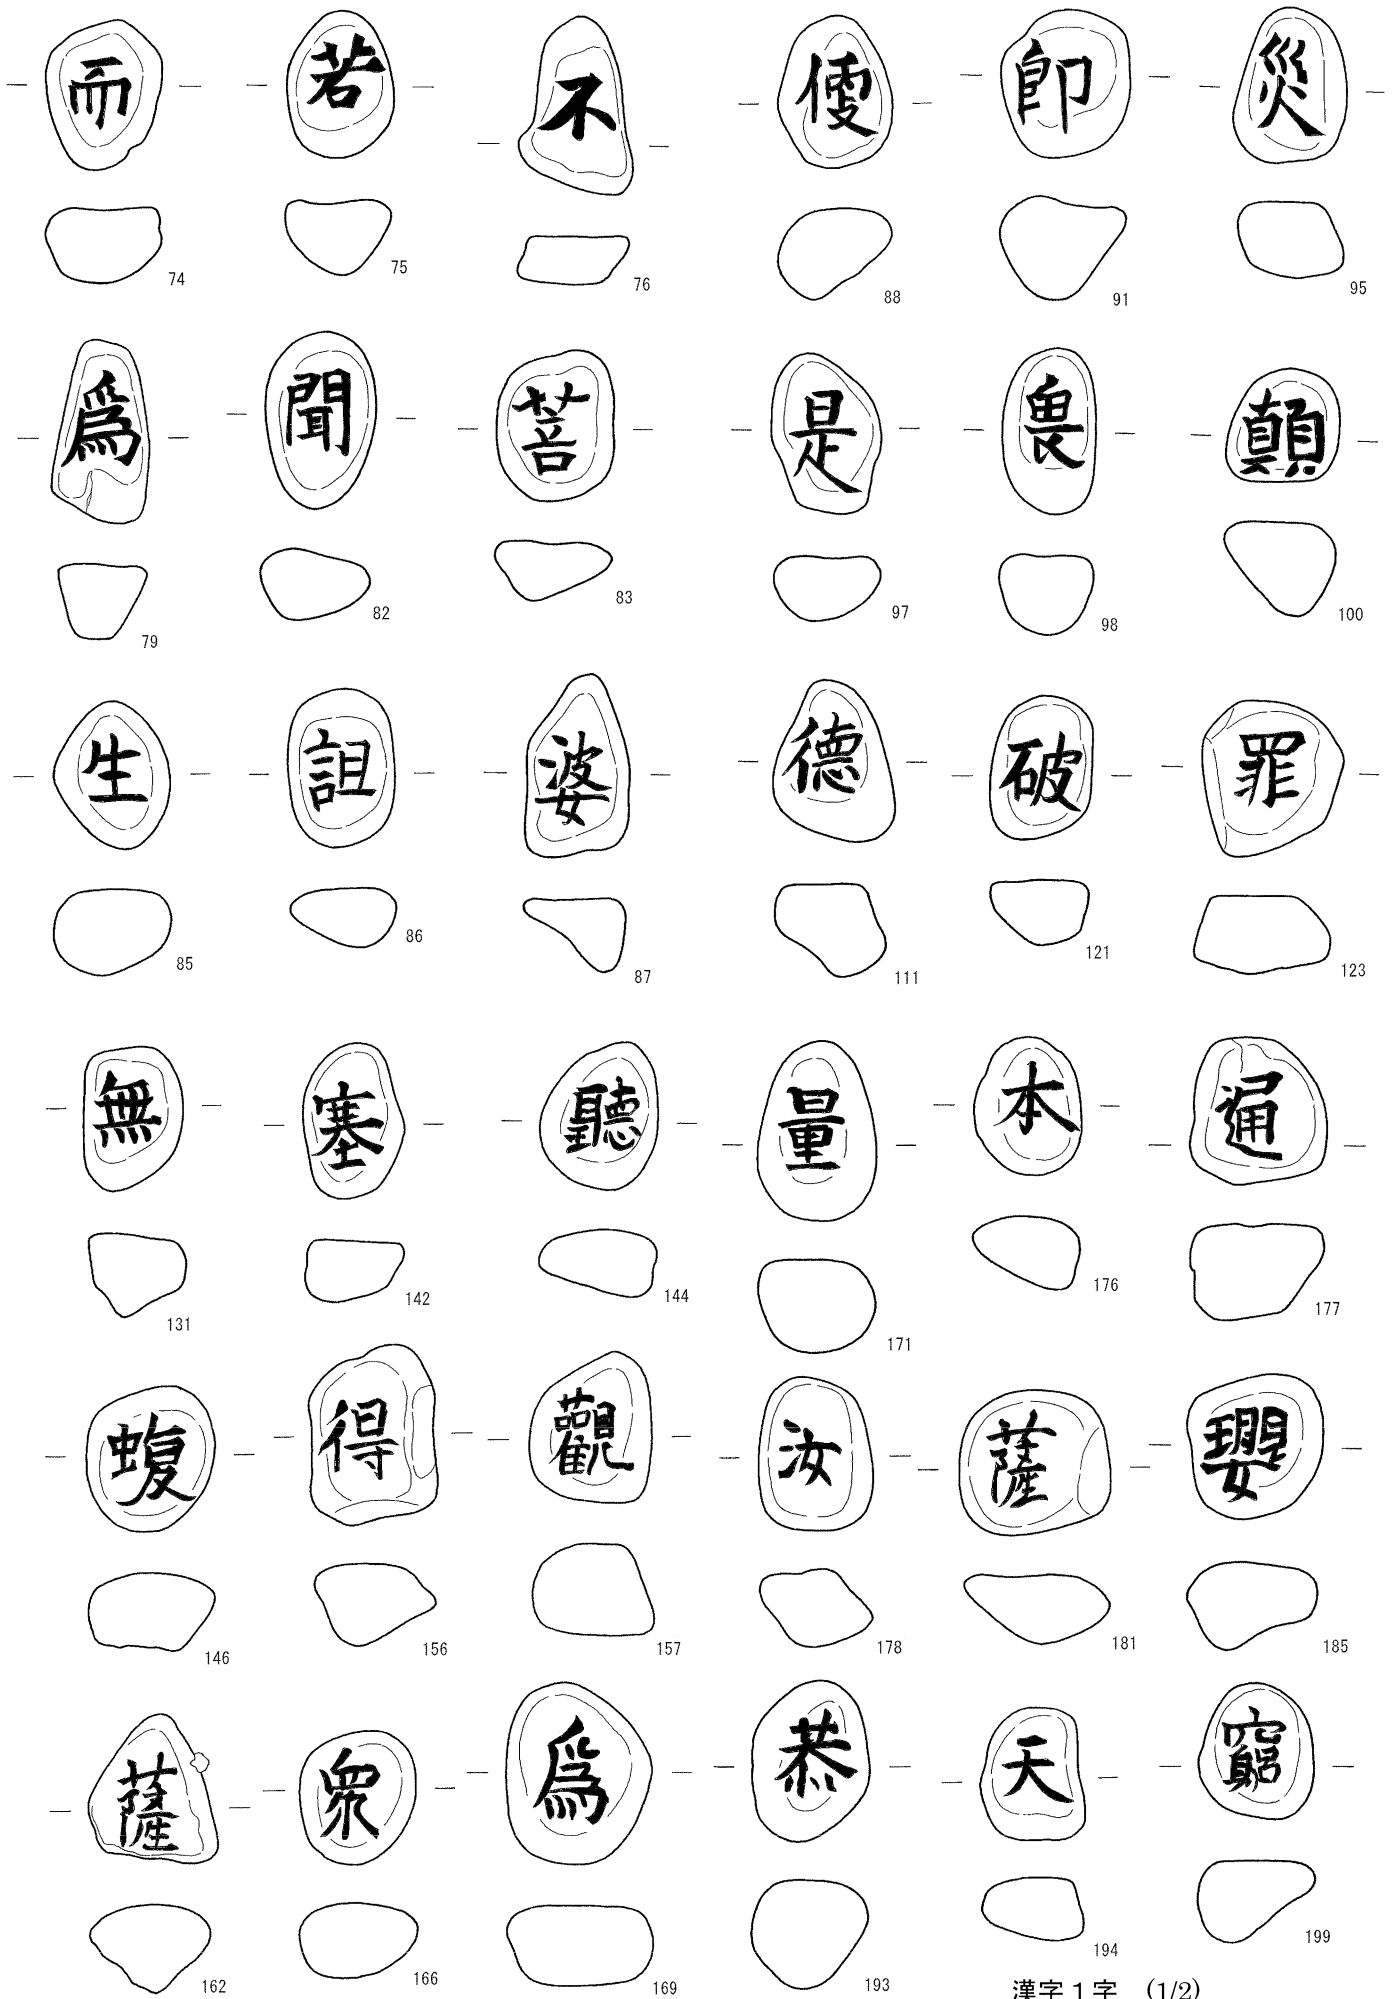 而 若 不 優 即 災
74 75 76 88 91 95
爲 聞 菩 是 畏 顛
79 82 83 97 98 100
生 詛 婆 德 破 罪
85 86 87 111 121 123
無 塞 聽 量 本 逼
131 142 144 171 176 177
蝮 得 觀 汝 薩 瓔
146 156 157 178 181 185
薩 衆 爲 恭 天 窮
162 166 169 193 194 199
漢字1字 (1/2)